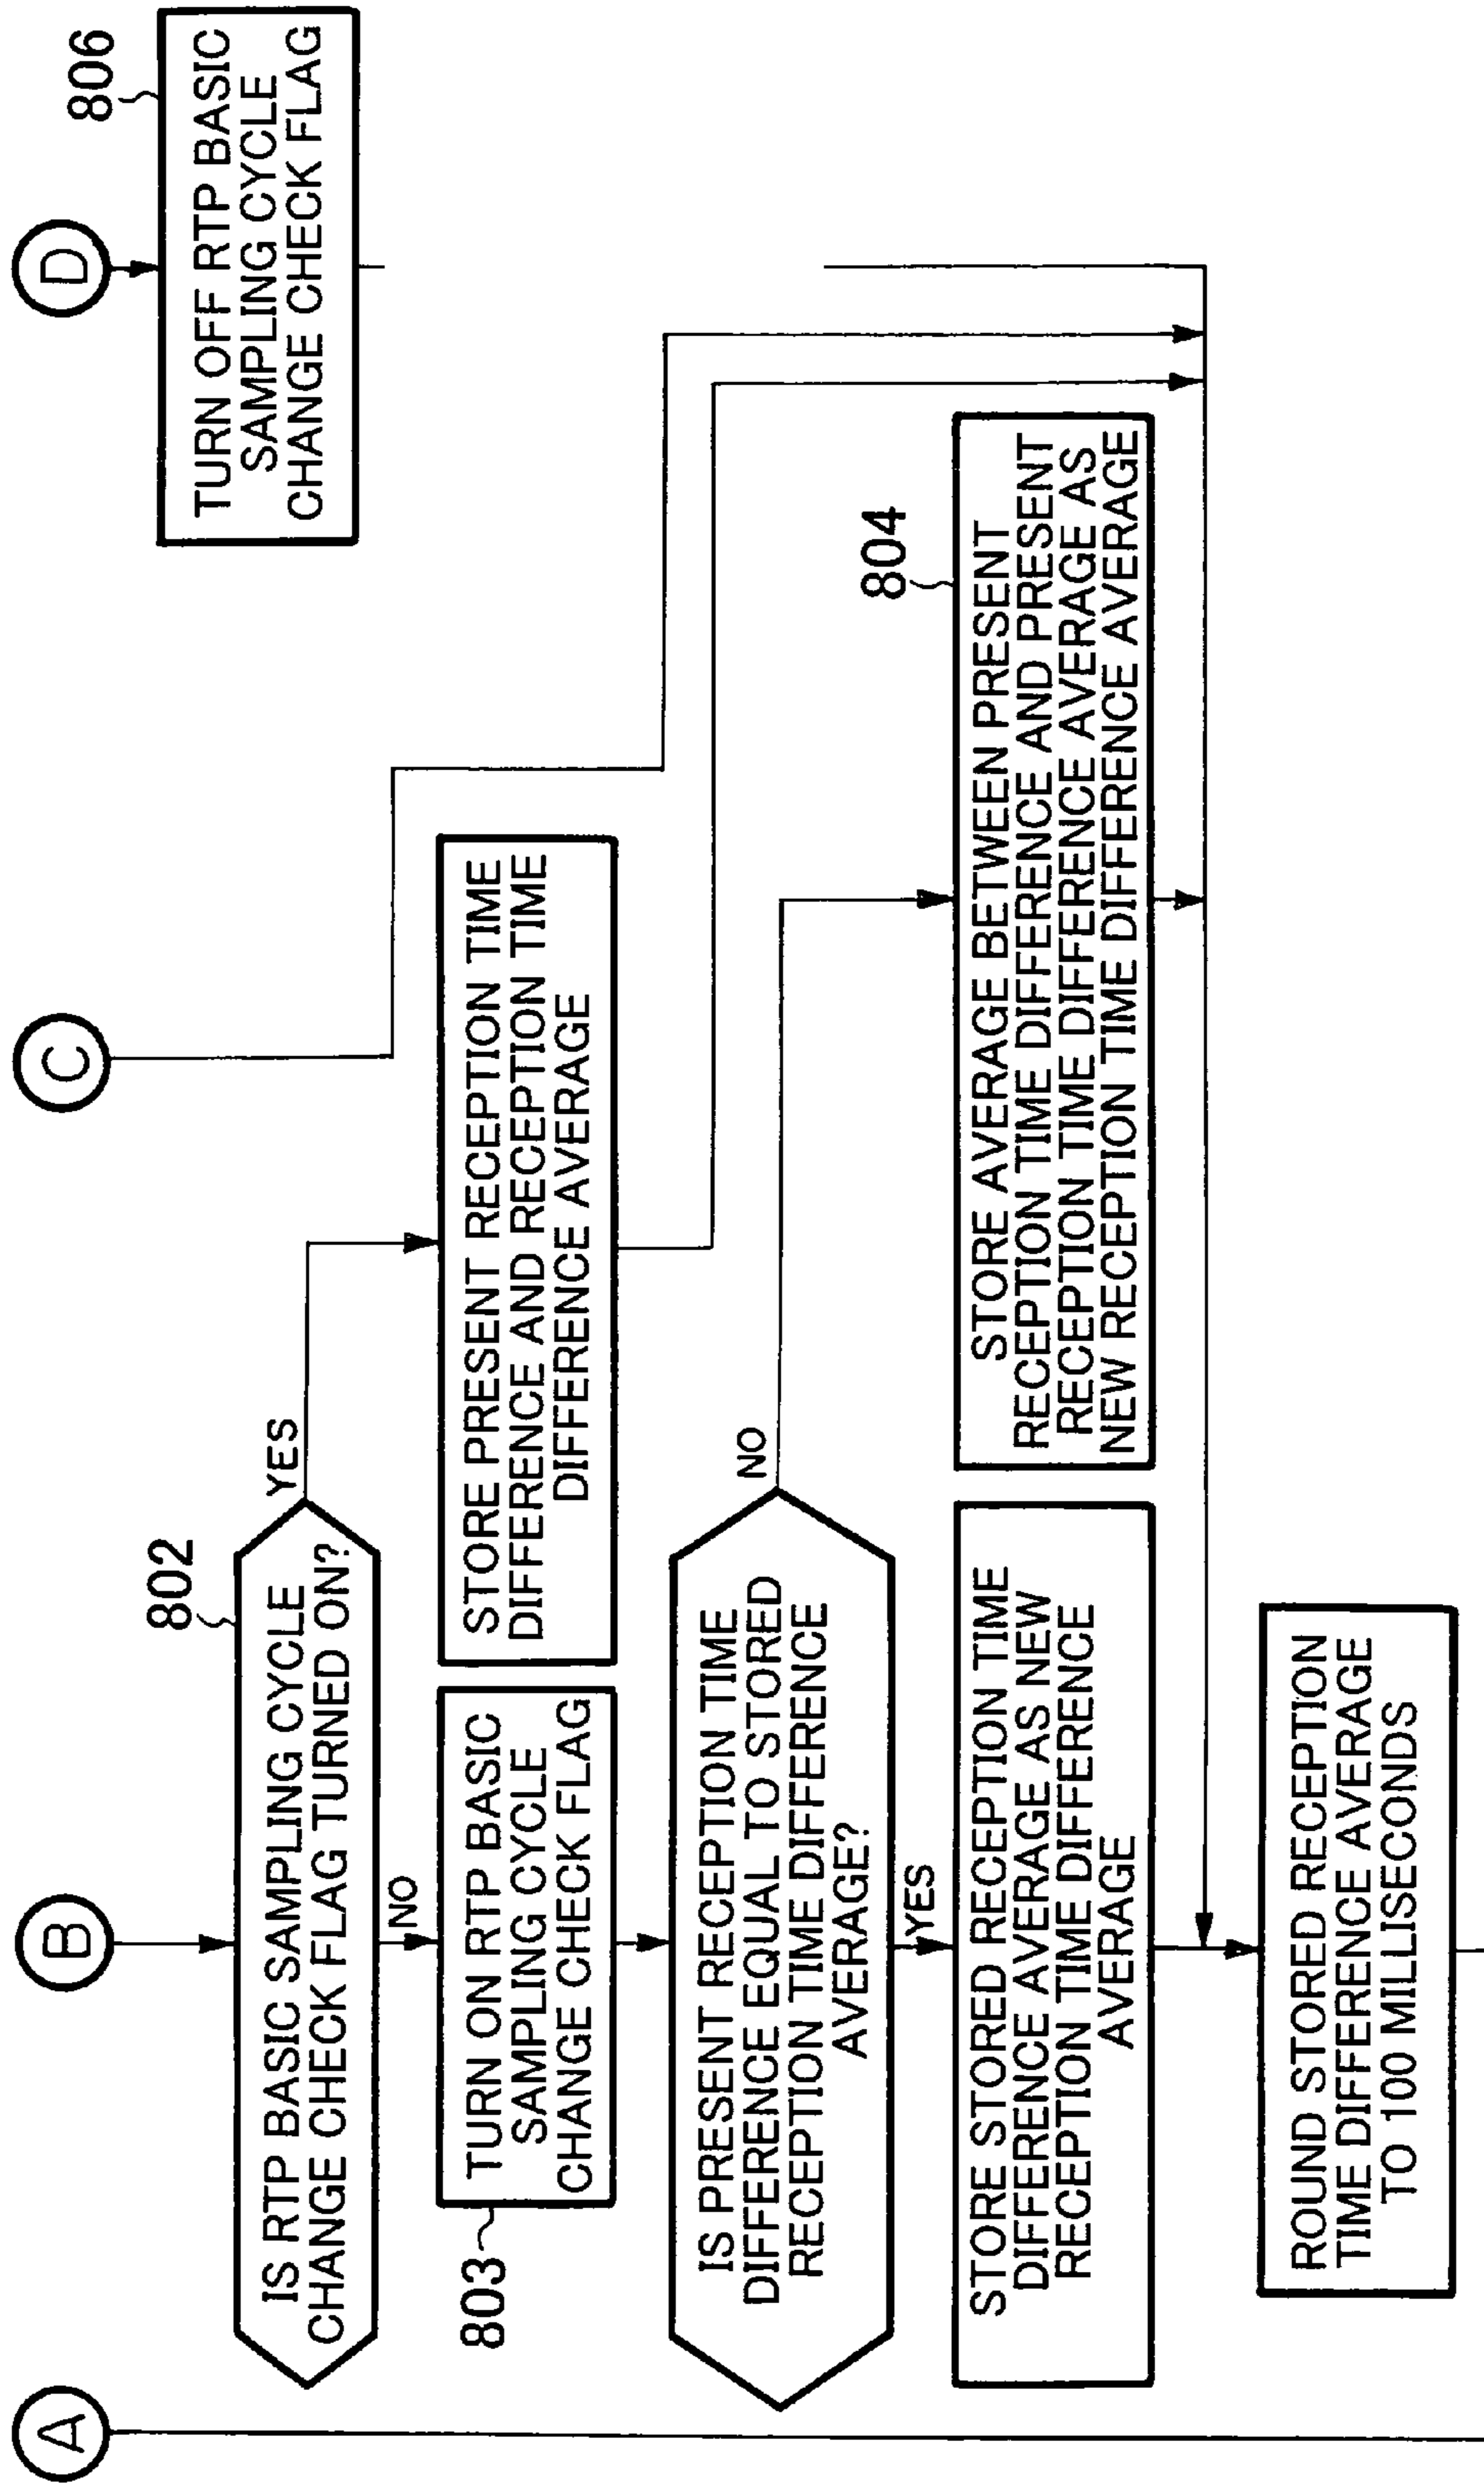 A
B
C
D
802
IS RTP BASIC SAMPLING CYCLE
CHANGE CHECK FLAG TURNED ON?
YES
NO
806
TURN OFF RTP BASIC
SAMPLING CYCLE
CHANGE CHECK FLAG
803
TURN ON RTP BASIC
SAMPLING CYCLE
CHANGE CHECK FLAG
STORE PRESENT RECEPTION TIME
DIFFERENCE AND RECEPTION TIME
DIFFERENCE AVERAGE
IS PRESENT RECEPTION TIME
DIFFERENCE EQUAL TO STORED
RECEPTION TIME DIFFERENCE
AVERAGE?
NO
YES
STORE STORED RECEPTION TIME
DIFFERENCE AVERAGE AS NEW
RECEPTION TIME DIFFERENCE
AVERAGE
804
STORE AVERAGE BETWEEN PRESENT
RECEPTION TIME DIFFERENCE AND PRESENT
RECEPTION TIME DIFFERENCE AVERAGE AS
NEW RECEPTION TIME DIFFERENCE AVERAGE
ROUND STORED RECEPTION
TIME DIFFERENCE AVERAGE
TO 100 MILLISECONDS